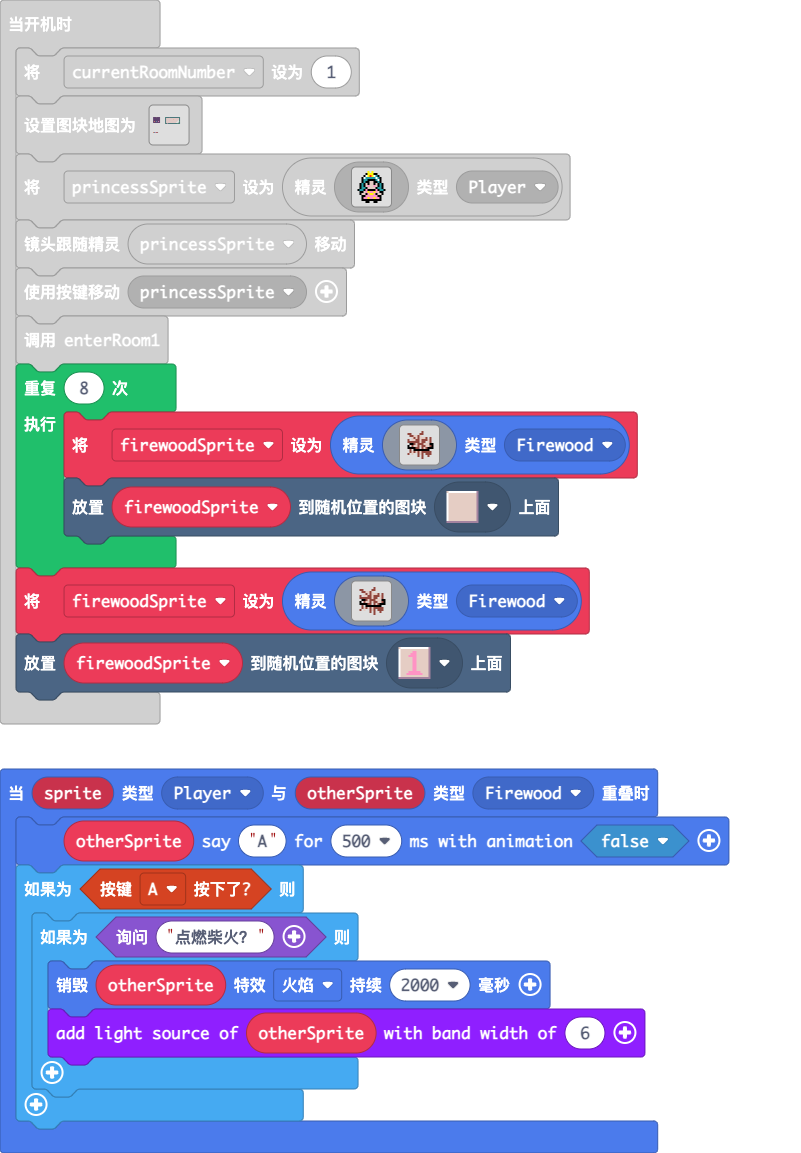 当开机时
将 currentRoomNumber 设为 1
设置图块地图为
将 princessSprite 设为 精灵 类型 Player
镜头跟随精灵 princessSprite 移动
使用按键移动 princessSprite
调用 enterRoom1
重复 8 次
执行
将 firewoodSprite 设为 精灵 类型 Firewood
放置 firewoodSprite 到随机位置的图块 上面
将 firewoodSprite 设为 精灵 类型 Firewood
放置 firewoodSprite 到随机位置的图块 1 上面
当 sprite 类型 Player 与 otherSprite 类型 Firewood 重叠时
otherSprite say "A" for 500 ms with animation false
如果为 按键 A 按下了? 则
如果为 询问 "点燃柴火? " 则
销毁 otherSprite 特效 火焰 持续 2000 毫秒
add light source of otherSprite with band width of 6